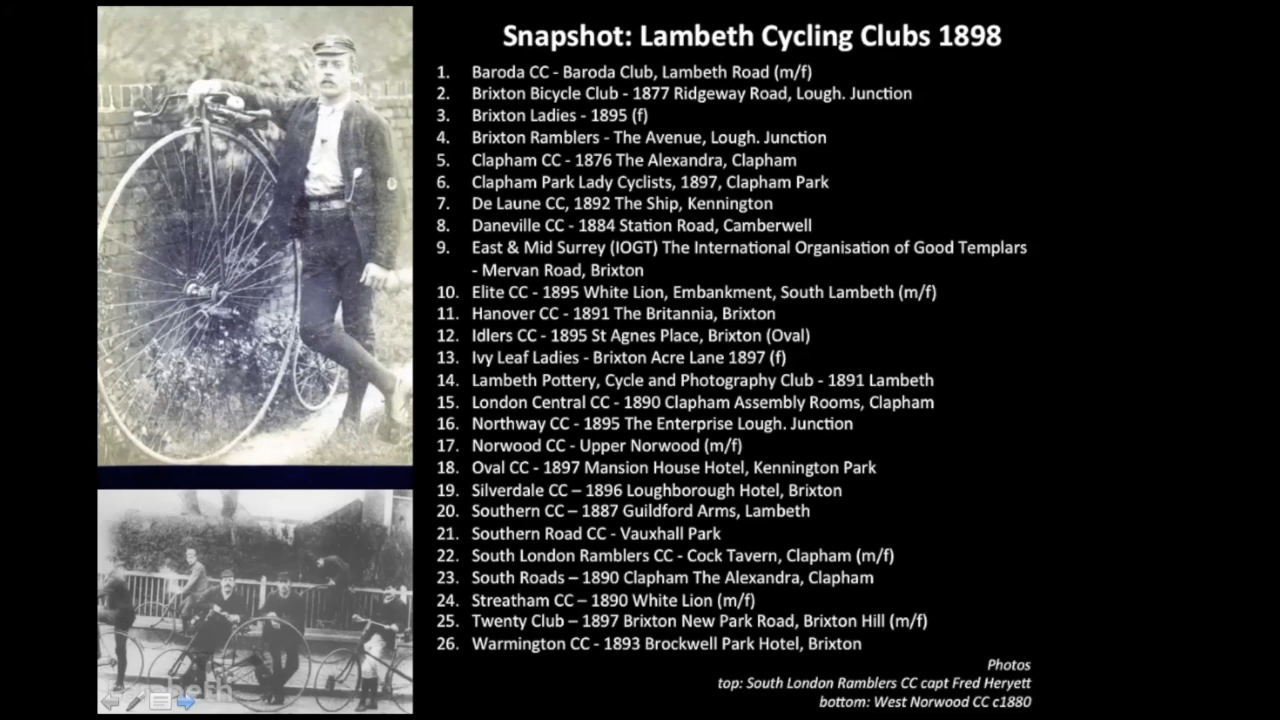 Snapshot: Lambeth Cycling Clubs 1898
1. Baroda CC - Baroda Club, Lambeth Road (m/f)
2. Brixton Bicycle Club - 1877 Ridgeway Road, Lough. Junction
3. Brixton Ladies - 1895 (f)
4. Brixton Ramblers - The Avenue, Lough. Junction
5. Clapham CC - 1876 The Alexandra, Clapham
6. Clapham Park Lady Cyclists, 1897, Clapham Park
7. De Laune CC, 1892 The Ship, Kennington
8. Daneville CC - 1884 Station Road, Camberwell
9. East & Mid Surrey (IOGT) The International Organisation of Good Templars
- Mervan Road, Brixton
10. Elite CC - 1895 White Lion, Embankment, South Lambeth (m/f)
11. Hanover CC - 1891 The Britannia, Brixton
12. Idlers CC - 1895 St Agnes Place, Brixton (Oval)
13. Ivy Leaf Ladies - Brixton Acre Lane 1897 (f)
14. Lambeth Pottery, Cycle and Photography Club - 1891 Lambeth
15. London Central CC - 1890 Clapham Assembly Rooms, Clapham
16. Northway CC - 1895 The Enterprise Lough. Junction
17. Norwood CC - Upper Norwood (m/f)
18. Oval CC - 1897 Mansion House Hotel, Kennington Park
19. Silverdale CC – 1896 Loughborough Hotel, Brixton
20. Southern CC – 1887 Guildford Arms, Lambeth
21. Southern Road CC - Vauxhall Park
22. South London Ramblers CC - Cock Tavern, Clapham (m/f)
23. South Roads – 1890 Clapham The Alexandra, Clapham
24. Streatham CC – 1890 White Lion (m/f)
25. Twenty Club – 1897 Brixton New Park Road, Brixton Hill (m/f)
26. Warmington CC - 1893 Brockwell Park Hotel, Brixton
Photos
top: South London Ramblers CC capt Fred Heryett
bottom: West Norwood CC c1880